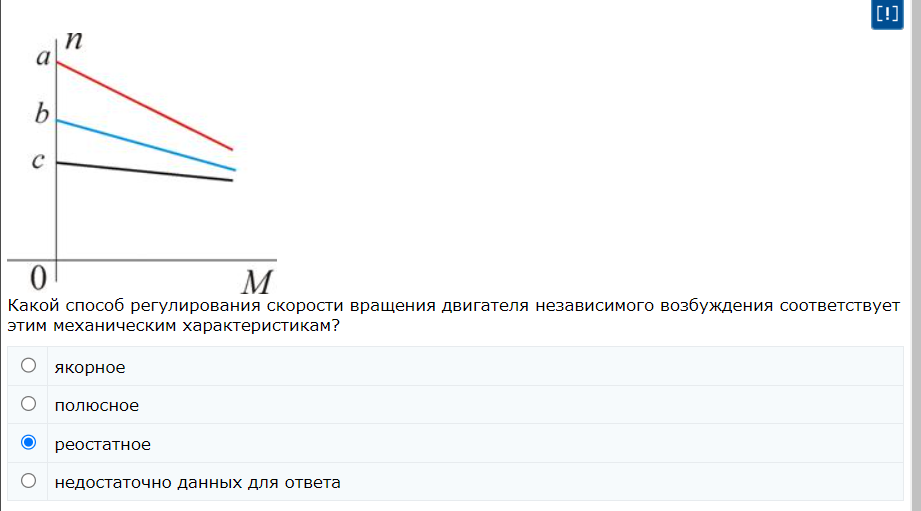 [!]
n
a
b
c
0
M
Какой способ регулирования скорости вращения двигателя независимого возбуждения соответствует
этим механическим характеристикам?
якорное
полюсное
реостатное
недостаточно данных для ответа